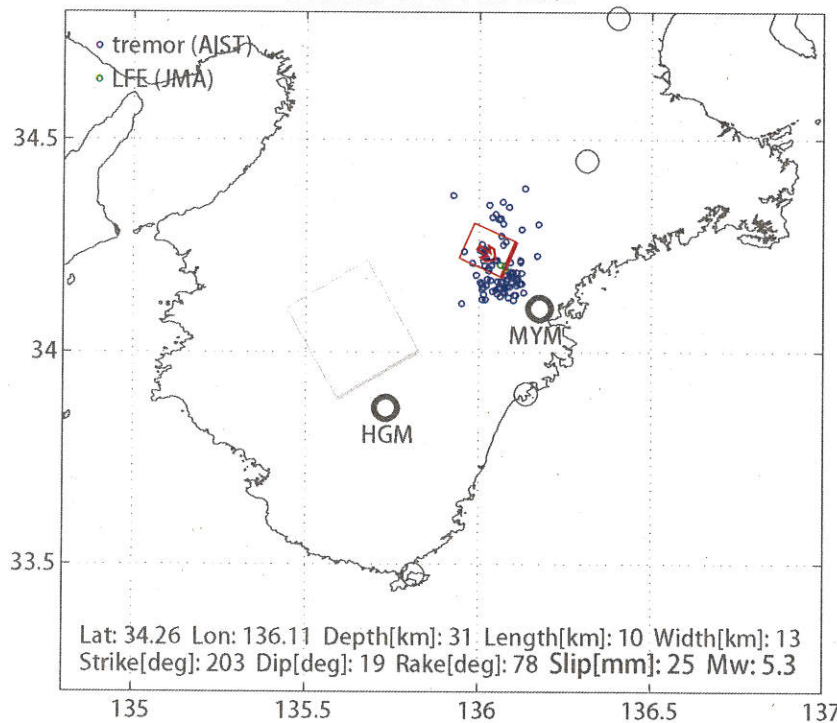 tremor (AIST)
LFE (JMA)
34.5
34
33.5
MYM
HGM
Lat: 34.26 Lon: 136.11 Depth[km]: 31 Length[km]: 10 Width[km]: 13
Strike[deg]: 203 Dip[deg]: 19 Rake[deg]: 78 Slip[mm]: 25 Mw: 5.3
135 135.5 136 136.5 137